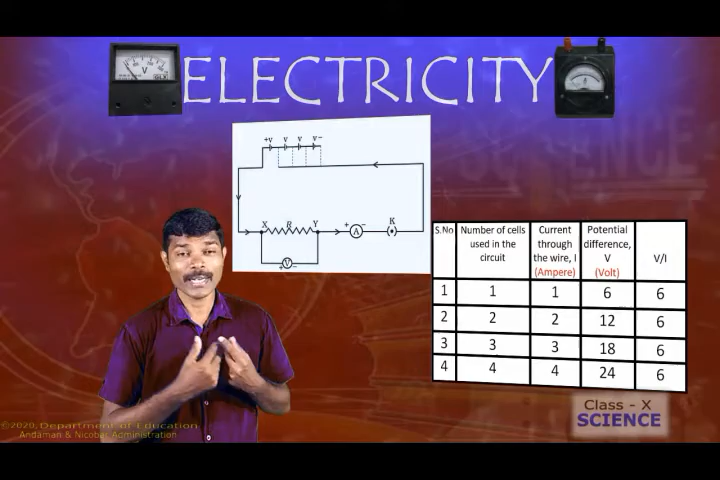 ELECTRICITY
+v v v v-
X R Y + A - K
+ V -
S.No Number of cells used in the circuit Current through the wire, I (Ampere) Potential difference, V (Volt) V/I
1 1 1 6 6
2 2 2 12 6
3 3 3 18 6
4 4 4 24 6
Class - X
SCIENCE
©2020, Department of Education
Andaman & Nicobar Administration